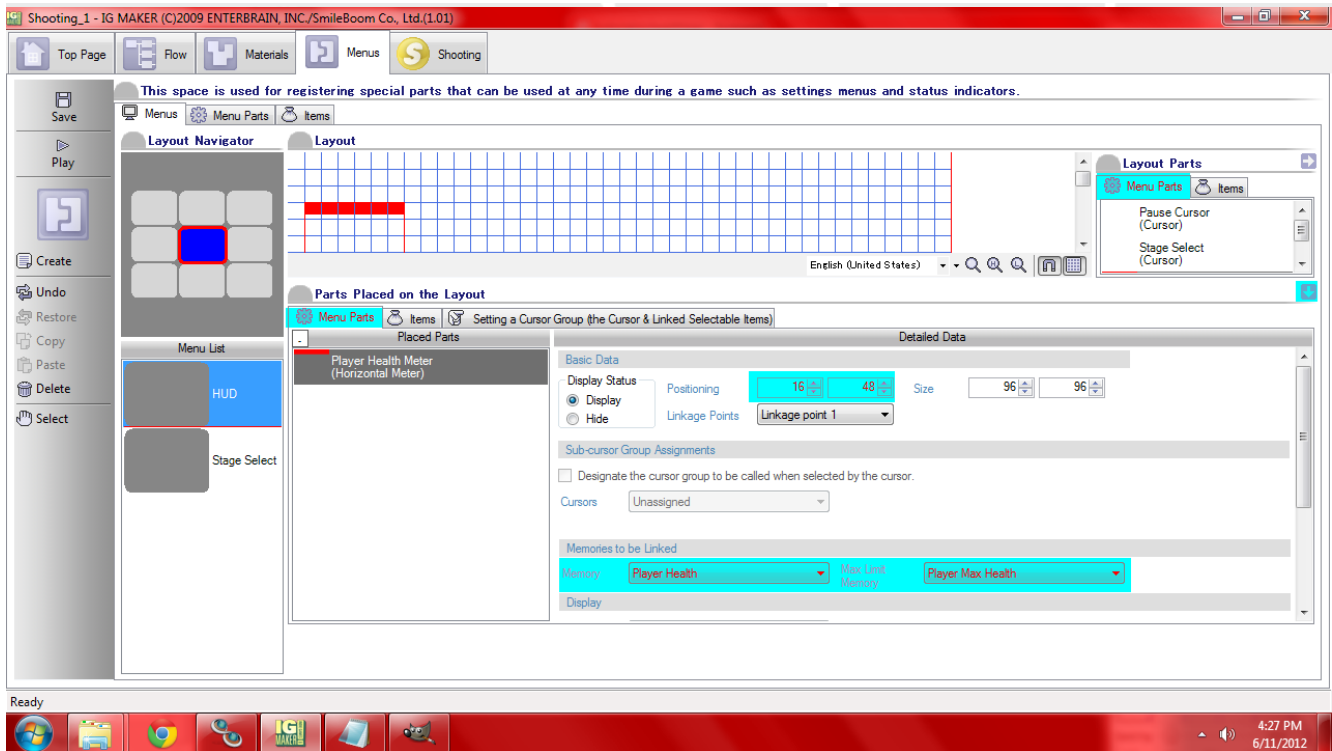 Shooting_1 - IG MAKER (C)2009 ENTERBRAIN, INC./SmileBoom Co., Ltd.(1.01)
Top Page
Flow
Materials
Menus
Shooting
This space is used for registering special parts that can be used at any time during a game such as settings menus and status indicators.
Save
Play
Create
Undo
Restore
Copy
Paste
Delete
Select
Menus
Menu Parts
Items
Layout Navigator
Layout
Layout Parts
Menu Parts
Items
Pause Cursor
(Cursor)
Stage Select
(Cursor)
English (United States)
Menu List
HUD
Stage Select
Parts Placed on the Layout
Menu Parts
Items
Setting a Cursor Group (the Cursor & Linked Selectable Items)
Placed Parts
Detailed Data
Player Health Meter
(Horizontal Meter)
Basic Data
Display Status
Display
Hide
Positioning
16
48
Size
96
96
Linkage Points
Linkage point 1
Sub-cursor Group Assignments
Designate the cursor group to be called when selected by the cursor.
Cursors
Unassigned
Memories to be Linked
Memory
Player Health
Max Limit
Memory
Player Max Health
Display
Ready
IG
MAKER
4:27 PM
6/11/2012